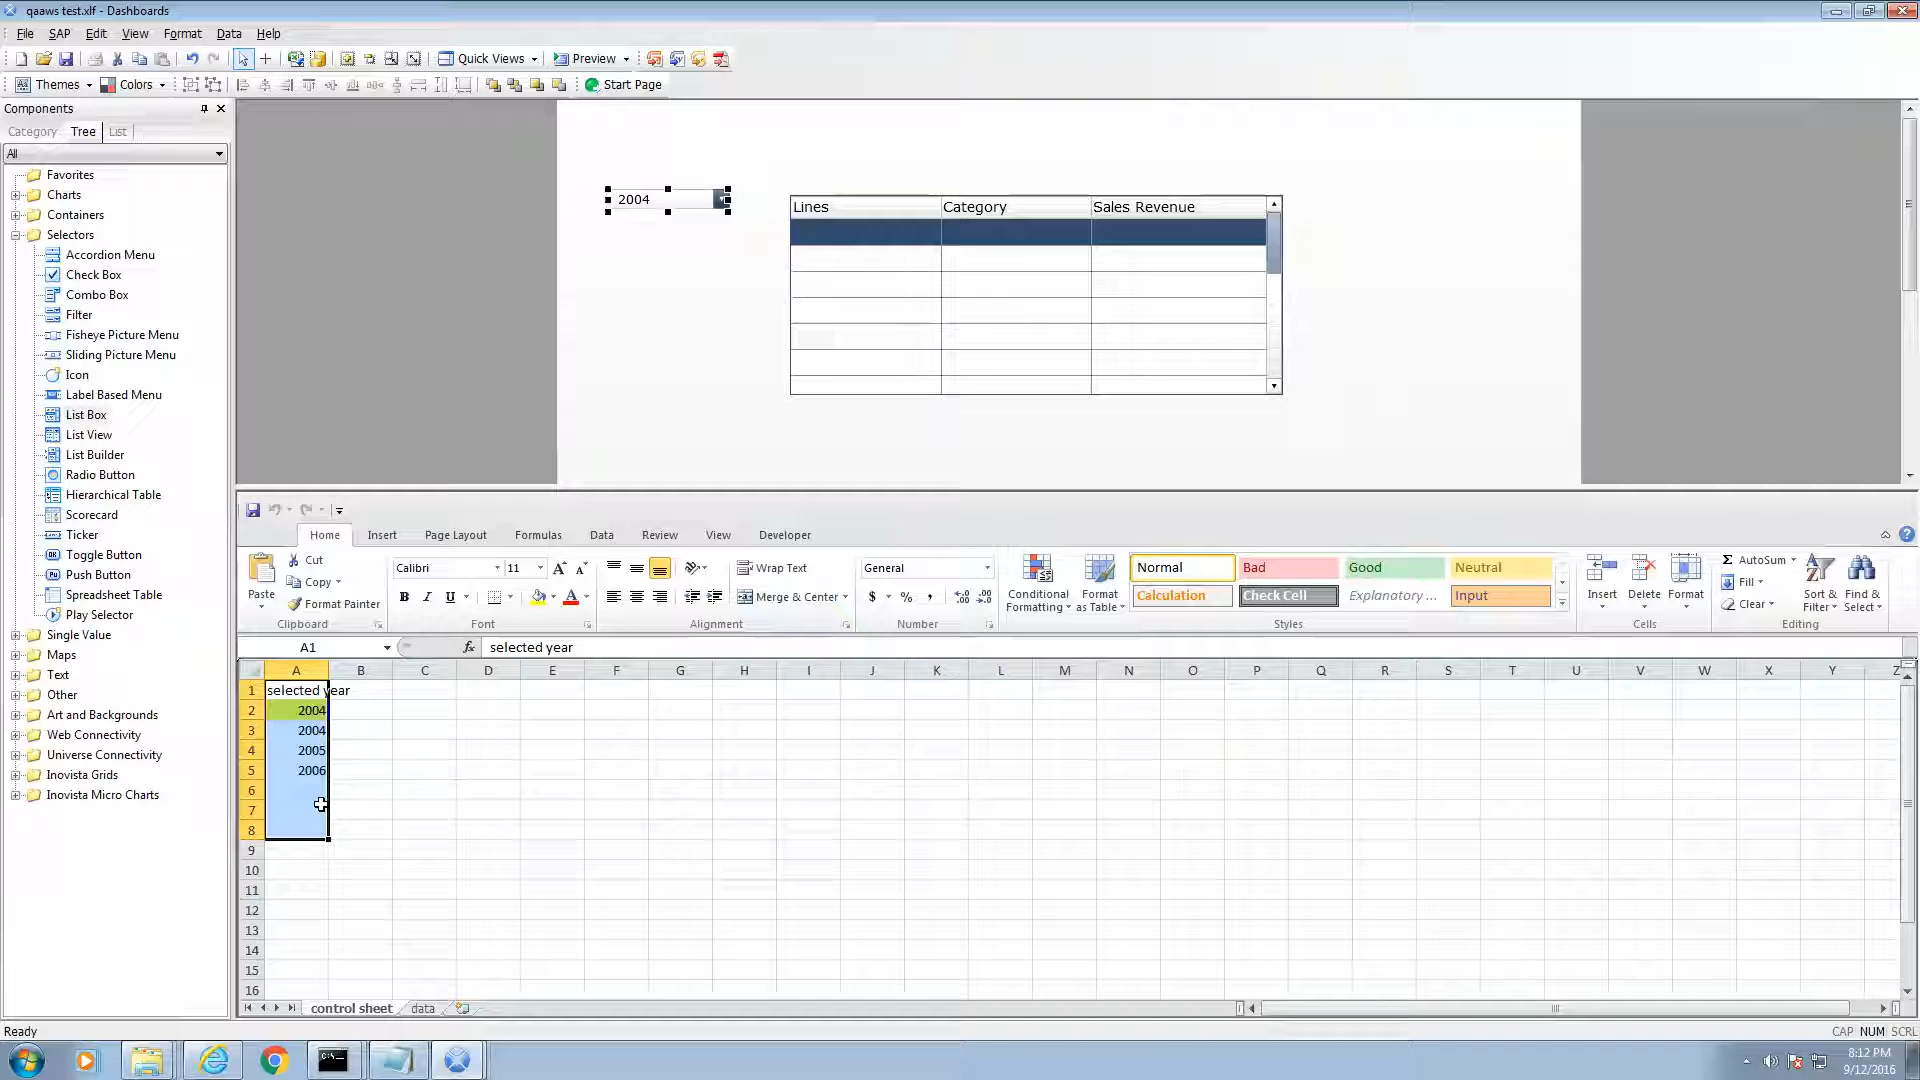 qaaws test.xlf - Dashboards
File SAP Edit View Format Data Help
Quick Views Preview
Themes Colors Start Page
Components
Category Tree List
All
Favorites
Charts
Containers
Selectors
Accordion Menu
Check Box
Combo Box
Filter
Fisheye Picture Menu
Sliding Picture Menu
Icon
Label Based Menu
List Box
List View
List Builder
Radio Button
Hierarchical Table
Scorecard
Ticker
Toggle Button
Push Button
Spreadsheet Table
Play Selector
Single Value
Maps
Text
Other
Art and Backgrounds
Web Connectivity
Universe Connectivity
Inovista Grids
Inovista Micro Charts
2004
Lines Category Sales Revenue
Home Insert Page Layout Formulas Data Review View Developer
Paste
Cut
Copy
Format Painter
Clipboard
Calibri 11
B I U
Font
Wrap Text
Merge & Center
Alignment
General
$ % ,
Number
Conditional Formatting
Format as Table
Normal Bad Good Neutral
Calculation Check Cell Explanatory ... Input
Styles
Insert Delete Format
Cells
AutoSum
Fill
Clear
Sort & Filter
Find & Select
Editing
A1 fx selected year
A B C D E F G H I J K L M N O P Q R S T U V W X Y Z
1 selected year
2 2004
3 2004
4 2005
5 2006
6
7
8
9
10
11
12
13
14
15
16
control sheet data
Ready CAP NUM SCRL
8:12 PM
9/12/2016